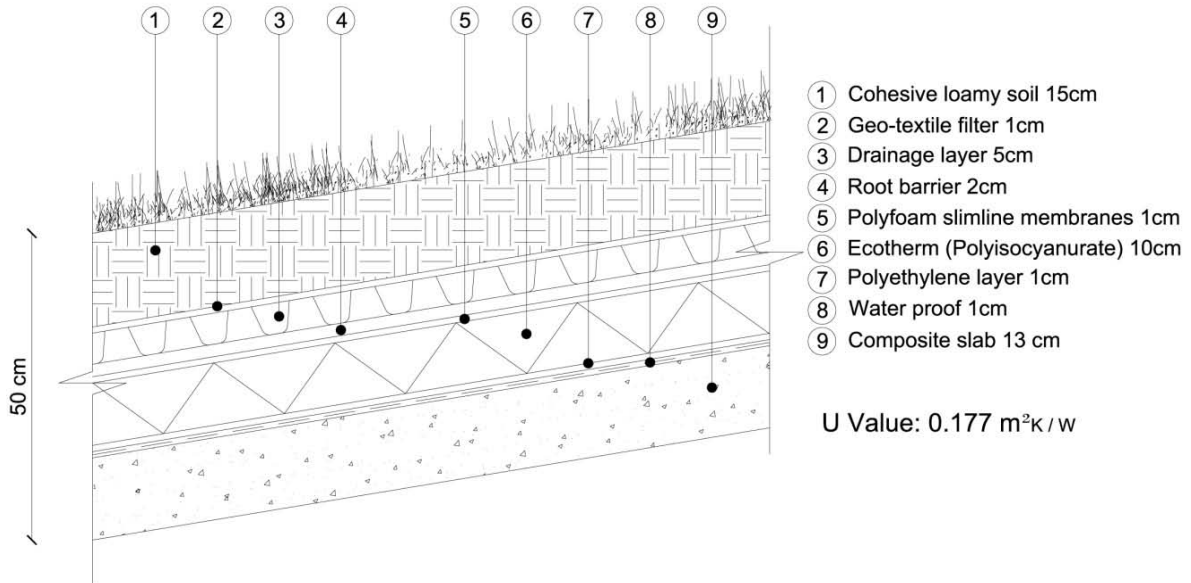 1 2 3 4 5 6 7 8 9
1 Cohesive loamy soil 15cm
2 Geo-textile filter 1cm
3 Drainage layer 5cm
4 Root barrier 2cm
5 Polyfoam slimline membranes 1cm
6 Ecotherm (Polyisocyanurate) 10cm
7 Polyethylene layer 1cm
8 Water proof 1cm
9 Composite slab 13 cm
50 cm
U Value: 0.177 m²K / W